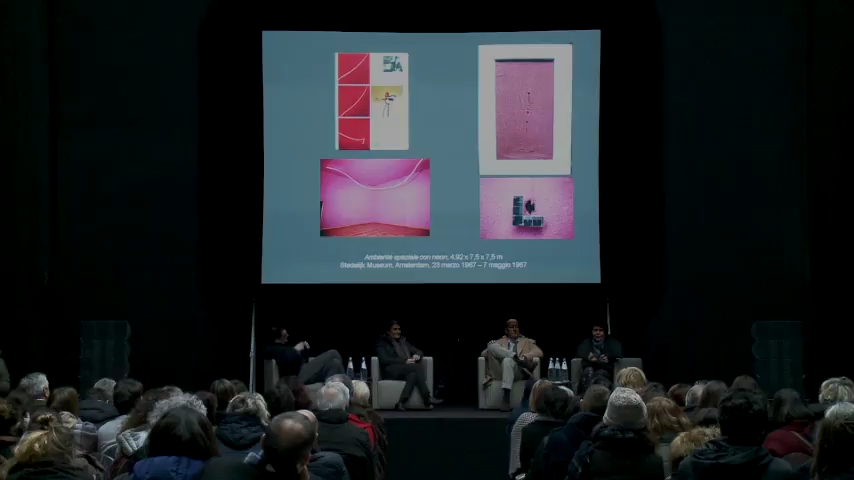 Ambiente spaziale con neon, 4,92 x 7,5 x 7,5 m
Stedelijk Museum, Amsterdam, 23 marzo 1967 – 7 maggio 1967